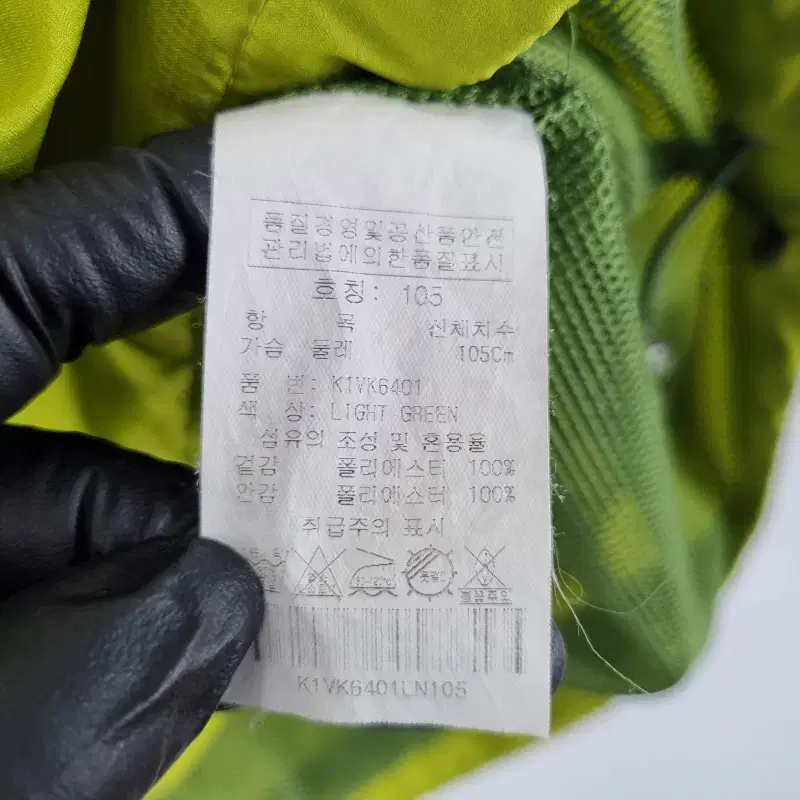 품질경영및공산품안전
관리법에의한품질표시
호칭: 105
항 목 신체치수
가슴 둘레 105Cm
품 번: K1VK6401
색 상: LIGHT GREEN
섬유의 조성 및 혼용율
겉감 폴리에스터 100%
안감 폴리에스터 100%
취급주의 표시
K1VK6401LN105